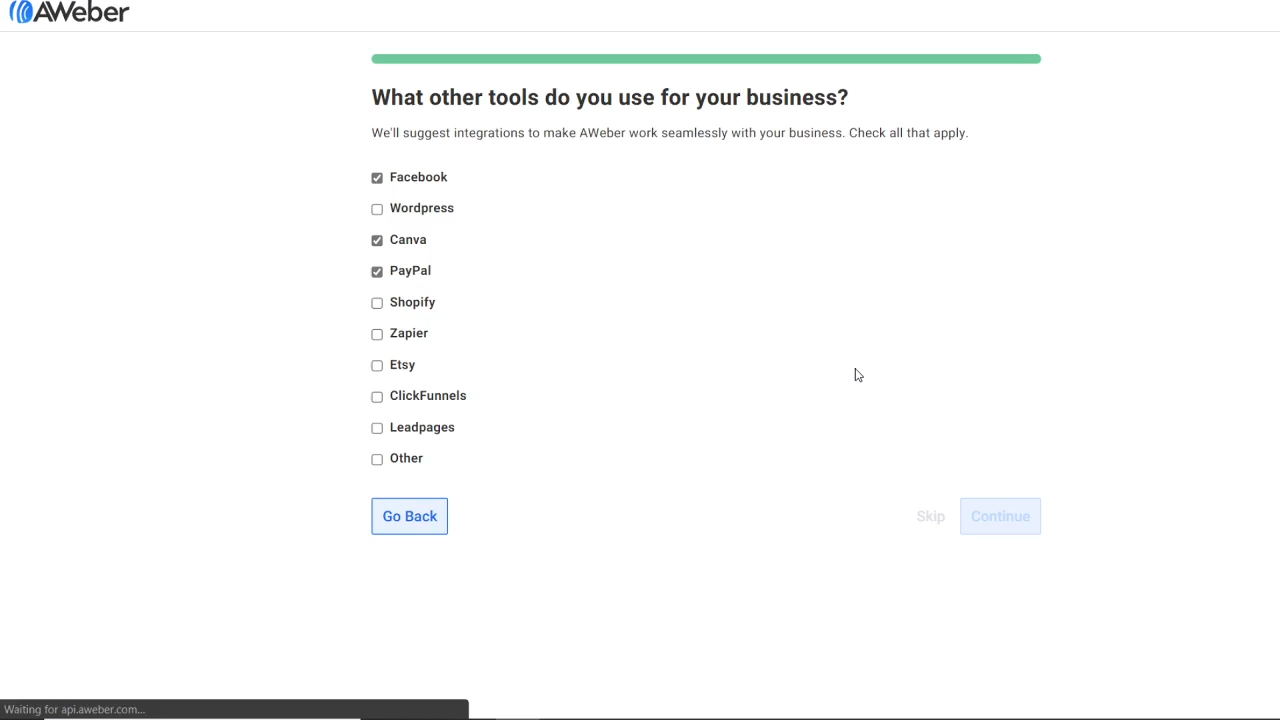 AWeber
What other tools do you use for your business?
We'll suggest integrations to make AWeber work seamlessly with your business. Check all that apply.
Facebook
Wordpress
Canva
PayPal
Shopify
Zapier
Etsy
ClickFunnels
Leadpages
Other
Go Back Skip Continue
Waiting for api.aweber.com...